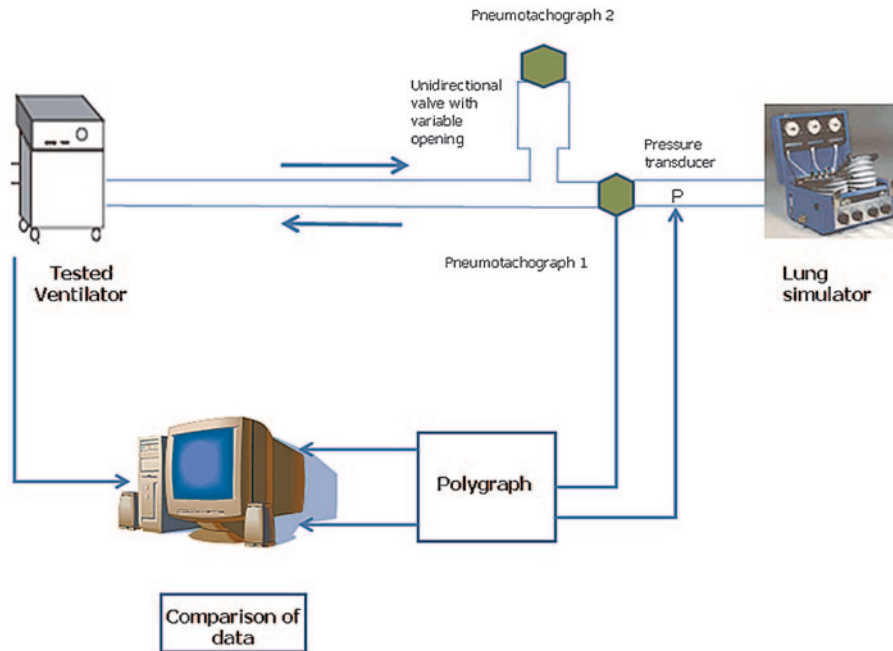 Pneumotachograph 2
Unidirectional
valve with
variable
opening
Pressure
transducer
P
Tested
Ventilator
Pneumotachograph 1
Lung
simulator
Polygraph
Comparison of
data